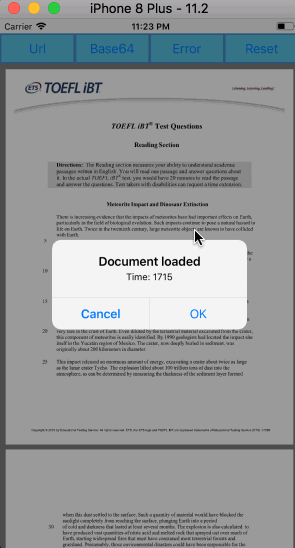 iPhone 8 Plus - 11.2
Carrier 11:23 PM
Url Base64 Error Reset
ETS TOEFL iBT
Listening. Learning. Leading.®
TOEFL iBT® Test Questions
Reading Section
Directions: The Reading section measures your ability to understand academic
passages written in English. You will read one passage and answer questions about
it. In the actual TOEFL iBT test, you would have 20 minutes to read the passage
and answer the questions. Test takers with disabilities can request a time extension.
Meteorite Impact and Dinosaur Extinction
There is increasing evidence that the impacts of meteorites have had important effects on Earth,
particularly in the field of biological evolution. Such impacts continue to pose a natural hazard to
life on Earth. Twice in the twentieth century, large meteorite objects are known to have collided
with Earth.
5
10
Document loaded
Time: 1715
Cancel OK
15
20 very rare in the crust of Earth. Even diluted by the terrestrial material excavated from the crater,
this component of meteorites is easily identified. By 1990 geologists had located the impact site
itself in the Yucatán region of Mexico. The crater, now deeply buried in sediment, was
originally about 200 kilometers in diameter.
25 This impact released an enormous amount of energy, excavating a crater about twice as large
as the lunar crater Tycho. The explosion lifted about 100 trillion tons of dust into the
atmosphere, as can be determined by measuring the thickness of the sediment layer formed
when this dust settled to the surface. Such a quantity of material would have blocked the
sunlight completely from reaching the surface, plunging Earth into a period
30 of cold and darkness that lasted at least several months. The explosion is also calculated to
have produced vast quantities of nitric acid and melted rock that sprayed out over much of
Earth, starting widespread fires that must have consumed most terrestrial forests and
grassland. Presumably, those environmental disasters could have been responsible for the